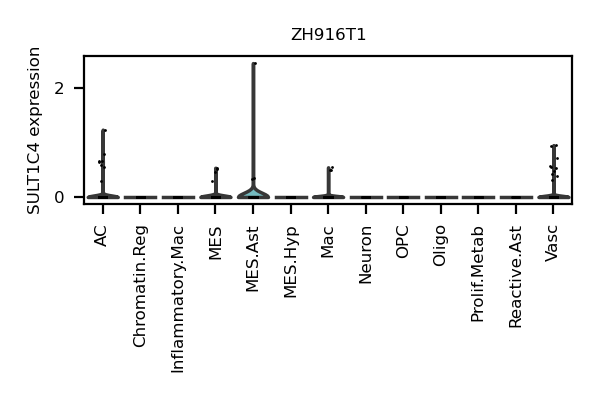 ZH916T1
SULT1C4 expression
2
0
AC
Chromatin.Reg
Inflammatory.Mac
MES
MES.Ast
MES.Hyp
Mac
Neuron
OPC
Oligo
Prolif.Metab
Reactive.Ast
Vasc